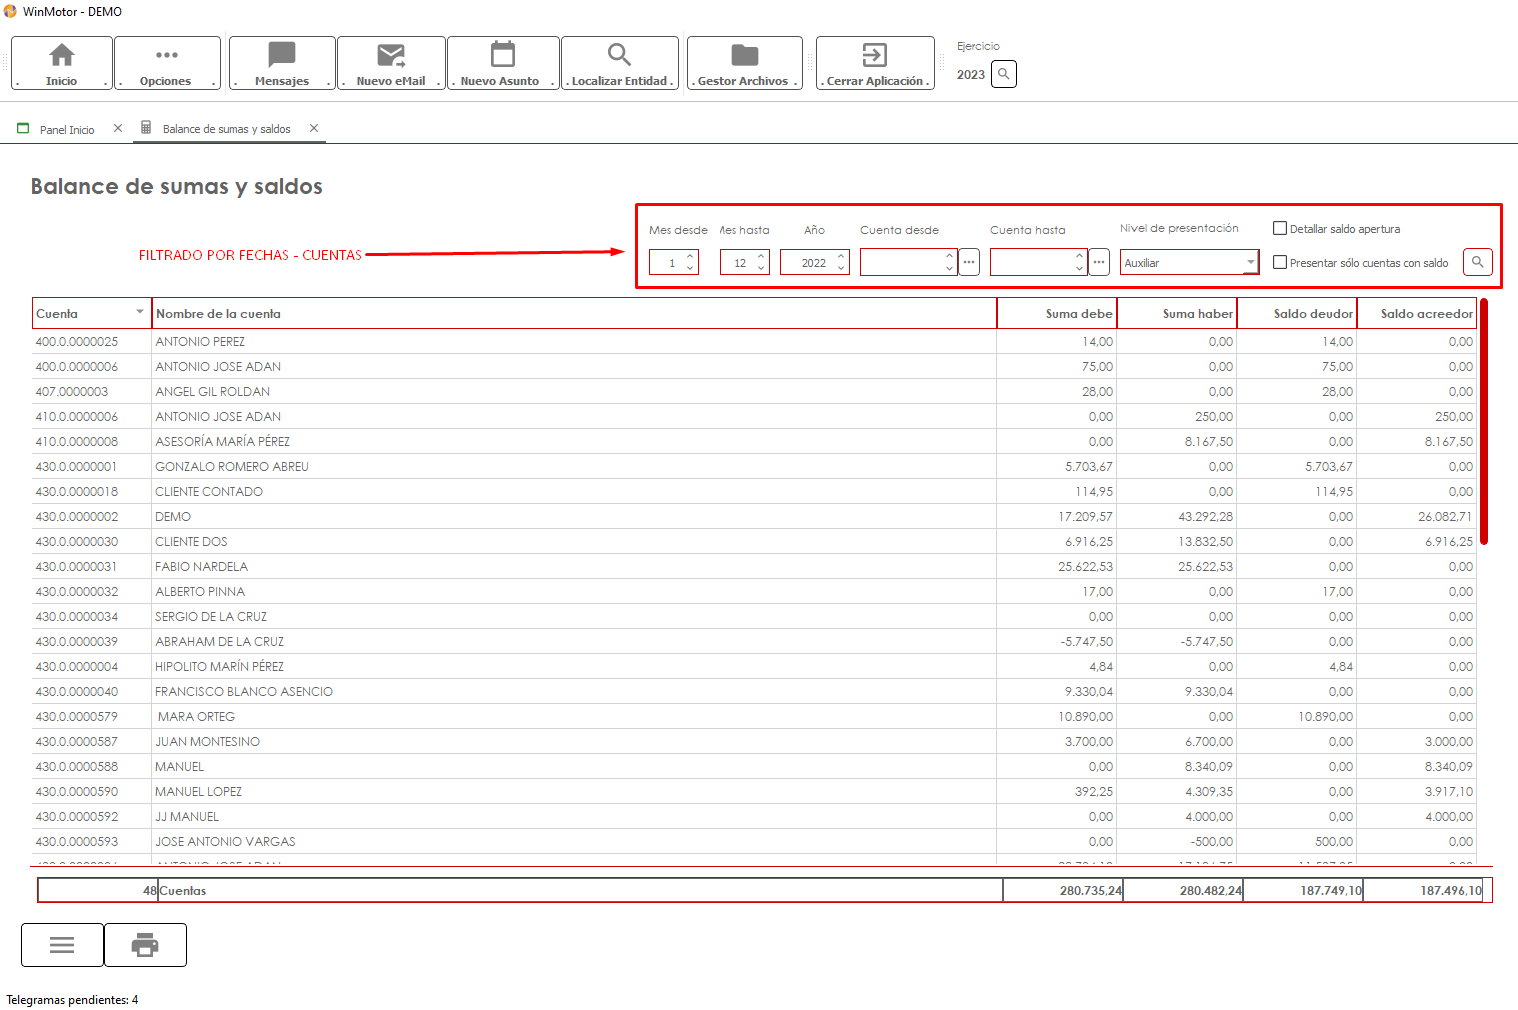 WinMotor - DEMO
. Inicio .
. Opciones .
. Mensajes .
. Nuevo eMail .
. Nuevo Asunto .
. Localizar Entidad .
. Gestor Archivos .
. Cerrar Aplicación .
Ejercicio
2023
Panel Inicio
Balance de sumas y saldos
Balance de sumas y saldos
FILTRADO POR FECHAS - CUENTAS
Mes desde Mes hasta Año Cuenta desde Cuenta hasta Nivel de presentación Detallar saldo apertura
1 12 2022 Auxiliar Presentar sólo cuentas con saldo
Cuenta Nombre de la cuenta Suma debe Suma haber Saldo deudor Saldo acreedor
400.0.0000025 ANTONIO PEREZ 14,00 0,00 14,00 0,00
400.0.0000006 ANTONIO JOSE ADAN 75,00 0,00 75,00 0,00
407.0000003 ANGEL GIL ROLDAN 28,00 0,00 28,00 0,00
410.0.0000006 ANTONIO JOSE ADAN 0,00 250,00 0,00 250,00
410.0.0000008 ASESORÍA MARÍA PÉREZ 0,00 8.167,50 0,00 8.167,50
430.0.0000001 GONZALO ROMERO ABREU 5.703,67 0,00 5.703,67 0,00
430.0.0000018 CLIENTE CONTADO 114,95 0,00 114,95 0,00
430.0.0000002 DEMO 17.209,57 43.292,28 0,00 26.082,71
430.0.0000030 CLIENTE DOS 6.916,25 13.832,50 0,00 6.916,25
430.0.0000031 FABIO NARDELA 25.622,53 25.622,53 0,00 0,00
430.0.0000032 ALBERTO PINNA 17,00 0,00 17,00 0,00
430.0.0000034 SERGIO DE LA CRUZ 0,00 0,00 0,00 0,00
430.0.0000039 ABRAHAM DE LA CRUZ -5.747,50 -5.747,50 0,00 0,00
430.0.0000004 HIPOLITO MARÍN PÉREZ 4,84 0,00 4,84 0,00
430.0.0000040 FRANCISCO BLANCO ASENCIO 9.330,04 9.330,04 0,00 0,00
430.0.0000579 MARA ORTEG 10.890,00 0,00 10.890,00 0,00
430.0.0000587 JUAN MONTESINO 3.700,00 6.700,00 0,00 3.000,00
430.0.0000588 MANUEL 0,00 8.340,09 0,00 8.340,09
430.0.0000590 MANUEL LOPEZ 392,25 4.309,35 0,00 3.917,10
430.0.0000592 JJ MANUEL 0,00 4.000,00 0,00 4.000,00
430.0.0000593 JOSE ANTONIO VARGAS 0,00 -500,00 500,00 0,00
ANTONIO JOSE ADAN 0,00
48 Cuentas 280.735,24 280.482,24 187.749,10 187.496,10
Telegramas pendientes: 4